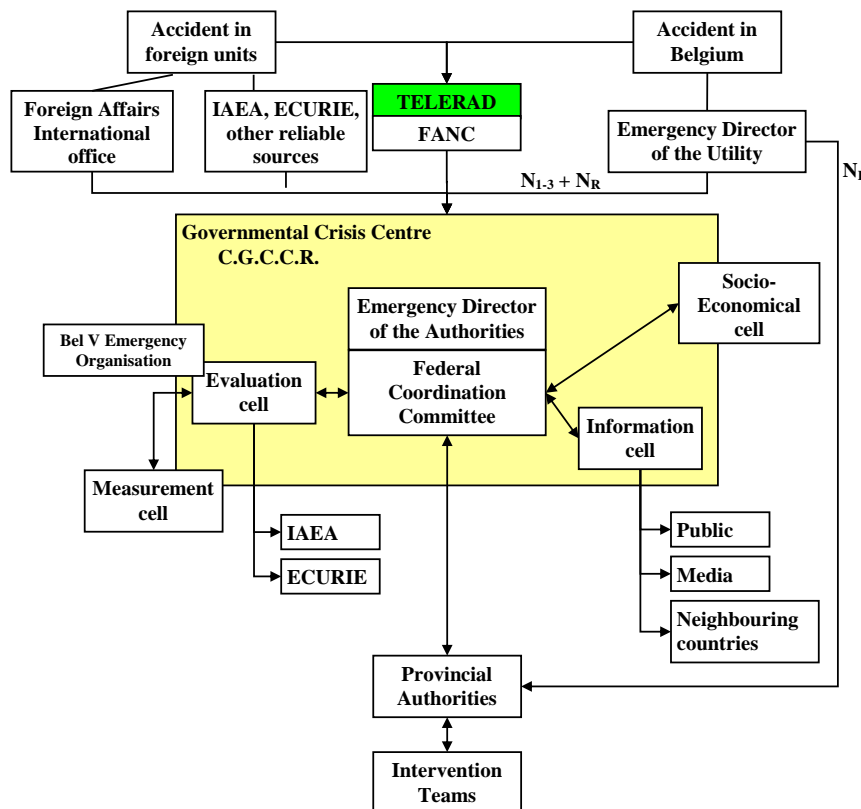 Accident in
foreign units
Accident in
Belgium
Foreign Affairs
International
office
IAEA, ECURIE,
other reliable
sources
TELERAD
FANC
Emergency Director
of the Utility
N1-3 + NR
Governmental Crisis Centre
C.G.C.C.R.
Socio-
Economical
cell
Emergency Director
of the Authorities
Bel V Emergency
Organisation
Evaluation
cell
Federal
Coordination
Committee
Information
cell
Measurement
cell
IAEA
ECURIE
Public
Media
Neighbouring
countries
Provincial
Authorities
Intervention
Teams